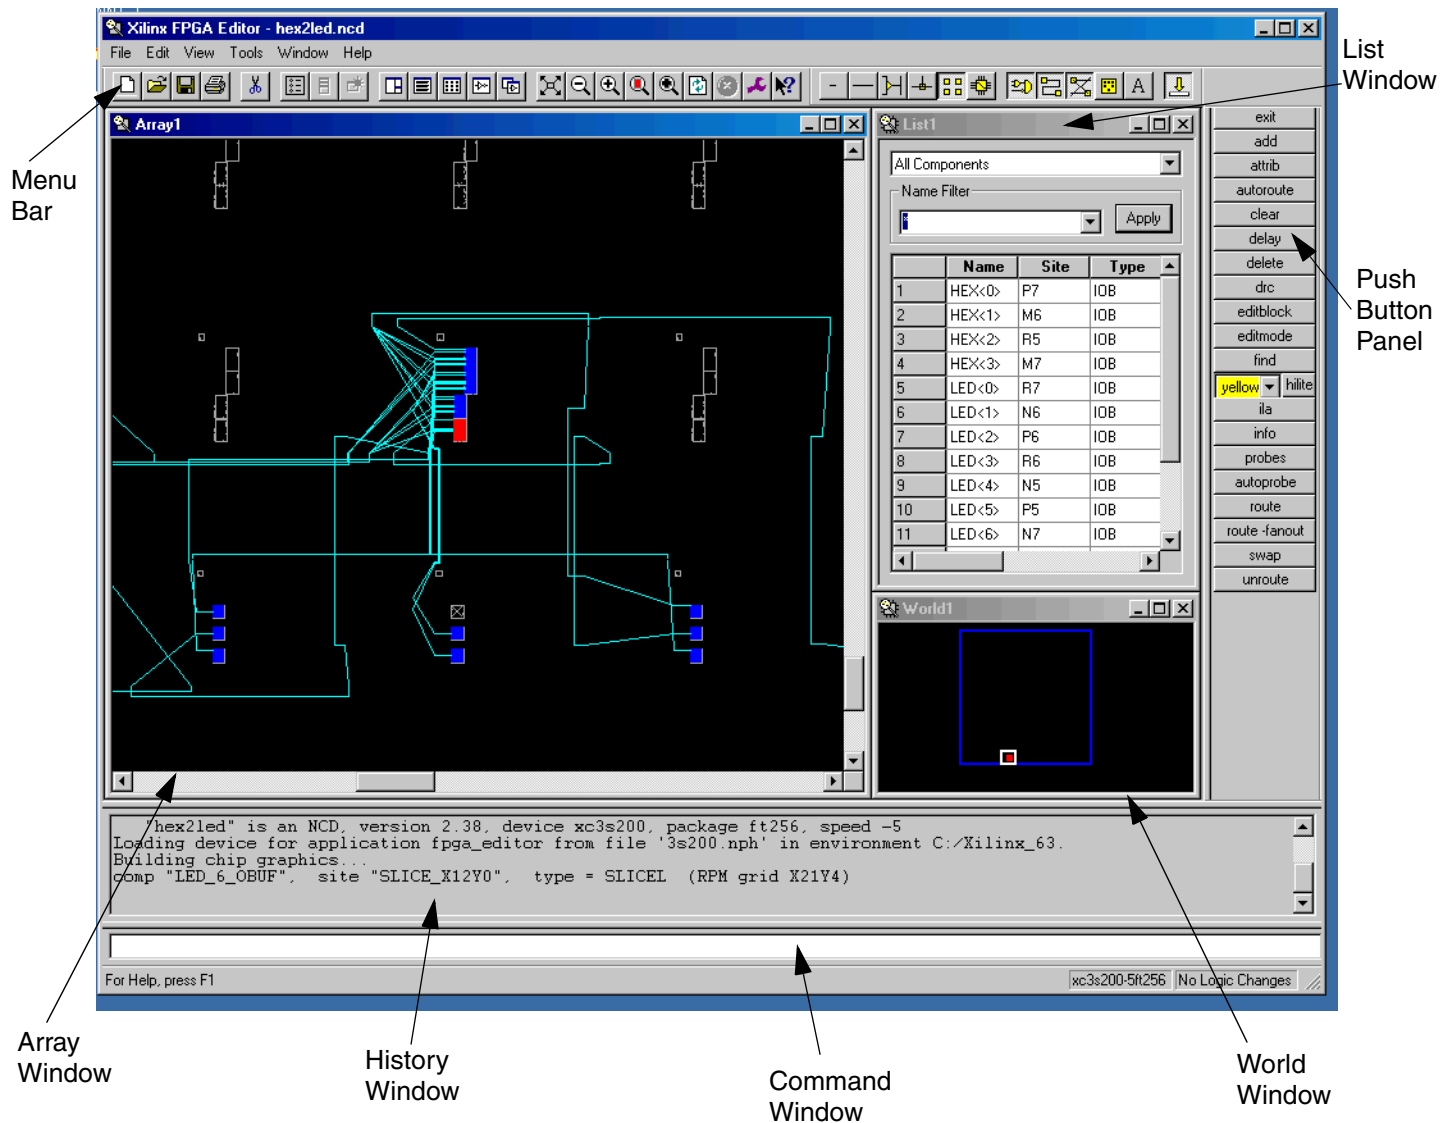 Xilinx FPGA Editor - hex2led.ncd
File Edit View Tools Window Help
A
List
Window
Menu
Bar
Array1
List1
All Components
Name Filter
*
Apply
Name Site Type
1 HEX<0> P7 IOB
2 HEX<1> M6 IOB
3 HEX<2> R5 IOB
4 HEX<3> M7 IOB
5 LED<0> R7 IOB
6 LED<1> N6 IOB
7 LED<2> P6 IOB
8 LED<3> R6 IOB
9 LED<4> N5 IOB
10 LED<5> P5 IOB
11 LED<6> N7 IOB
exit
add
attrib
autoroute
clear
delay
delete
drc
editblock
editmode
find
yellow hilite
ila
info
probes
autoprobe
route
route -fanout
swap
unroute
Push
Button
Panel
World1
"hex2led" is an NCD, version 2.38, device xc3s200, package ft256, speed -5
Loading device for application fpga_editor from file '3s200.nph' in environment C:/Xilinx_63.
Building chip graphics...
comp "LED_6_OBUF", site "SLICE_X12Y0", type = SLICEL (RPM grid X21Y4)
For Help, press F1
xc3s200-5ft256 No Logic Changes
Array
Window
History
Window
Command
Window
World
Window